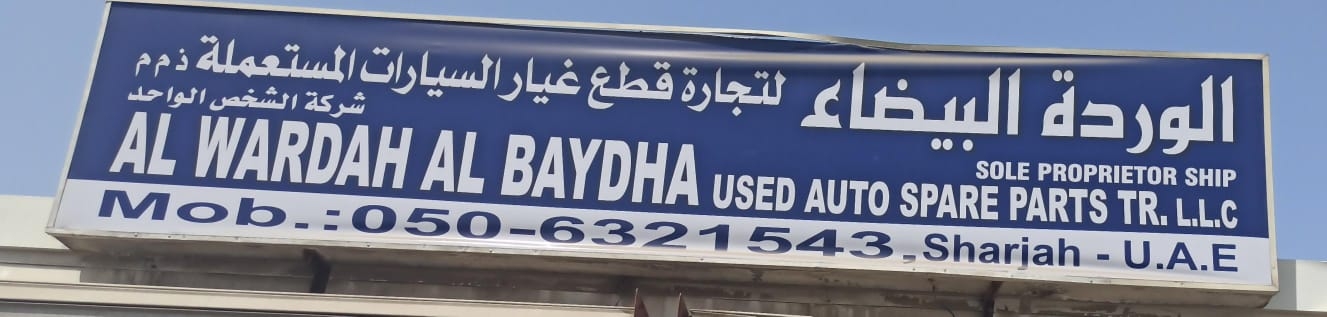 الوردة البيضاء لتجارة قطع غيار السيارات المستعملة ذ م م
شركة الشخص الواحد
SOLE PROPRIETOR SHIP
AL WARDAH AL BAYDHA USED AUTO SPARE PARTS TR. L.L.C
Mob.:050-6321543, Sharjah - U.A.E